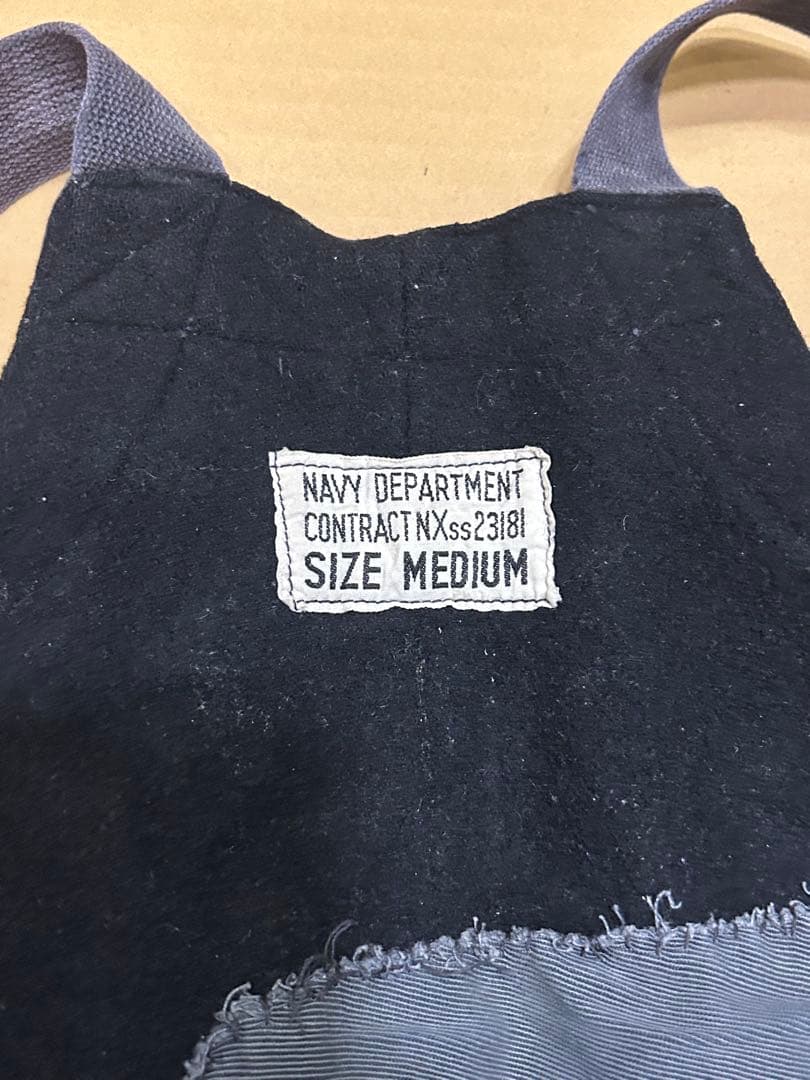 NAVY DEPARTMENT
CONTRACT NXss 23181
SIZE MEDIUM